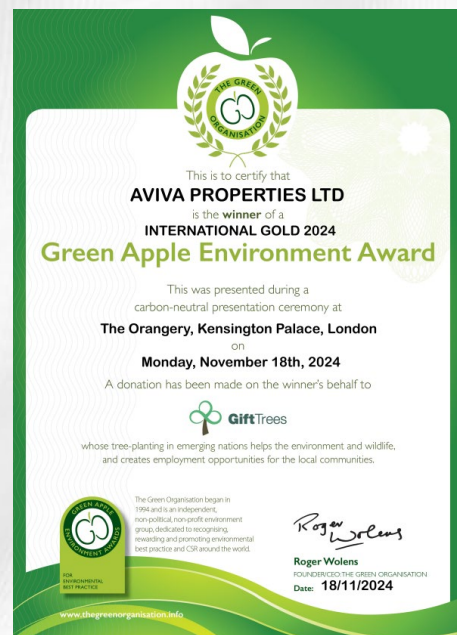 THE GREEN
ORGANISATION
This is to certify that
AVIVA PROPERTIES LTD
is the winner of a
INTERNATIONAL GOLD 2024
Green Apple Environment Award
This was presented during a
carbon-neutral presentation ceremony at
The Orangery, Kensington Palace, London
on
Monday, November 18th, 2024
A donation has been made on the winner's behalf to
GiftTrees
whose tree-planting in emerging nations helps the environment and wildlife,
and creates employment opportunities for the local communities.
GREEN APPLE
ENVIRONMENT AWARDS
FOR
ENVIRONMENTAL
BEST PRACTICE
The Green Organisation began in
1994 and is an independent,
non-political, non-profit environment
group, dedicated to recognising,
rewarding and promoting environmental
best practice and CSR around the world.
Roger
Wolens
Roger Wolens
FOUNDER/CEO THE GREEN ORGANISATION
Date: 18/11/2024
www.thegreenorganisation.info